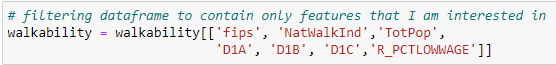 # filtering dataframe to contain only features that I am interested in
walkability = walkability[['fips', 'NatWalkInd','TotPop',
'D1A', 'D1B', 'D1C','R_PCTLOWWAGE']]